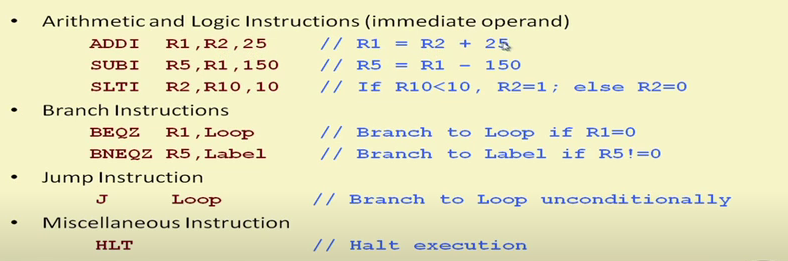 • Arithmetic and Logic Instructions (immediate operand)
ADDI R1,R2,25 // R1 = R2 + 25
SUBI R5,R1,150 // R5 = R1 - 150
SLTI R2,R10,10 // If R10<10, R2=1; else R2=0
• Branch Instructions
BEQZ R1,Loop // Branch to Loop if R1=0
BNEQZ R5,Label // Branch to Label if R5!=0
• Jump Instruction
J Loop // Branch to Loop unconditionally
• Miscellaneous Instruction
HLT // Halt execution